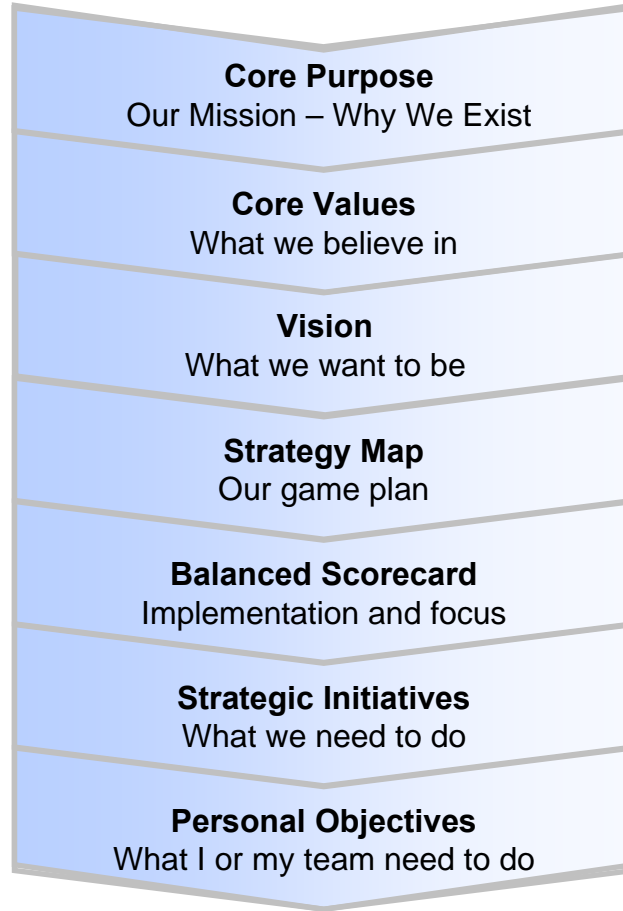 Core Purpose
Our Mission – Why We Exist
Core Values
What we believe in
Vision
What we want to be
Strategy Map
Our game plan
Balanced Scorecard
Implementation and focus
Strategic Initiatives
What we need to do
Personal Objectives
What I or my team need to do